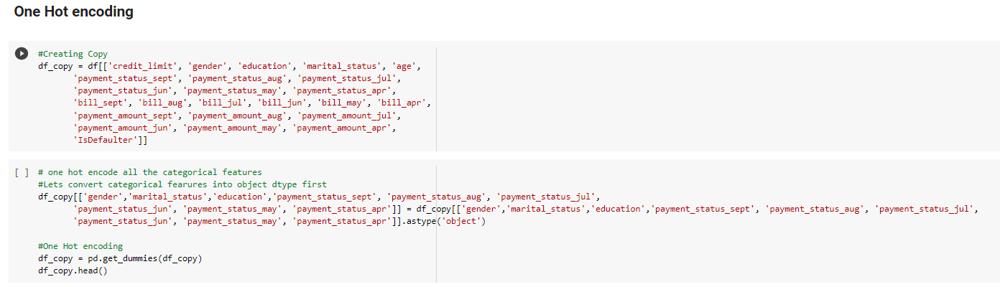 One Hot encoding
#Creating Copy
df_copy = df[['credit_limit', 'gender', 'education', 'marital_status', 'age',
'payment_status_sept', 'payment_status_aug', 'payment_status_jul',
'payment_status_jun', 'payment_status_may', 'payment_status_apr',
'bill_sept', 'bill_aug', 'bill_jul', 'bill_jun', 'bill_may', 'bill_apr',
'payment_amount_sept', 'payment_amount_aug', 'payment_amount_jul',
'payment_amount_jun', 'payment_amount_may', 'payment_amount_apr',
'IsDefaulter']]
[ ] # one hot encode all the categorical features
#Lets convert categorical fearures into object dtype first
df_copy[['gender','marital_status','education','payment_status_sept', 'payment_status_aug', 'payment_status_jul',
'payment_status_jun', 'payment_status_may', 'payment_status_apr']] = df_copy[['gender','marital_status','education','payment_status_sept', 'payment_status_aug', 'payment_status_jul',
'payment_status_jun', 'payment_status_may', 'payment_status_apr']].astype('object')
#One Hot encoding
df_copy = pd.get_dummies(df_copy)
df_copy.head()